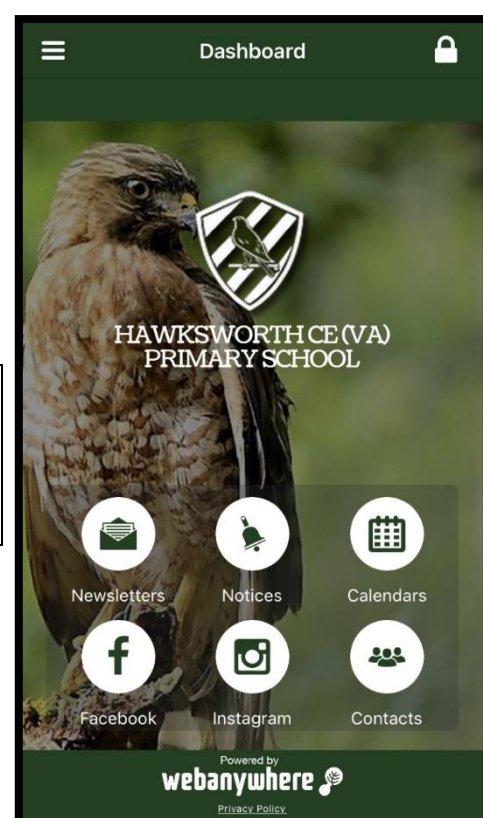 Dashboard
HAWKSWORTH CE (VA)
PRIMARY SCHOOL
Newsletters Notices Calendars
Facebook Instagram Contacts
Powered by
webanywhere
Privacy Policy